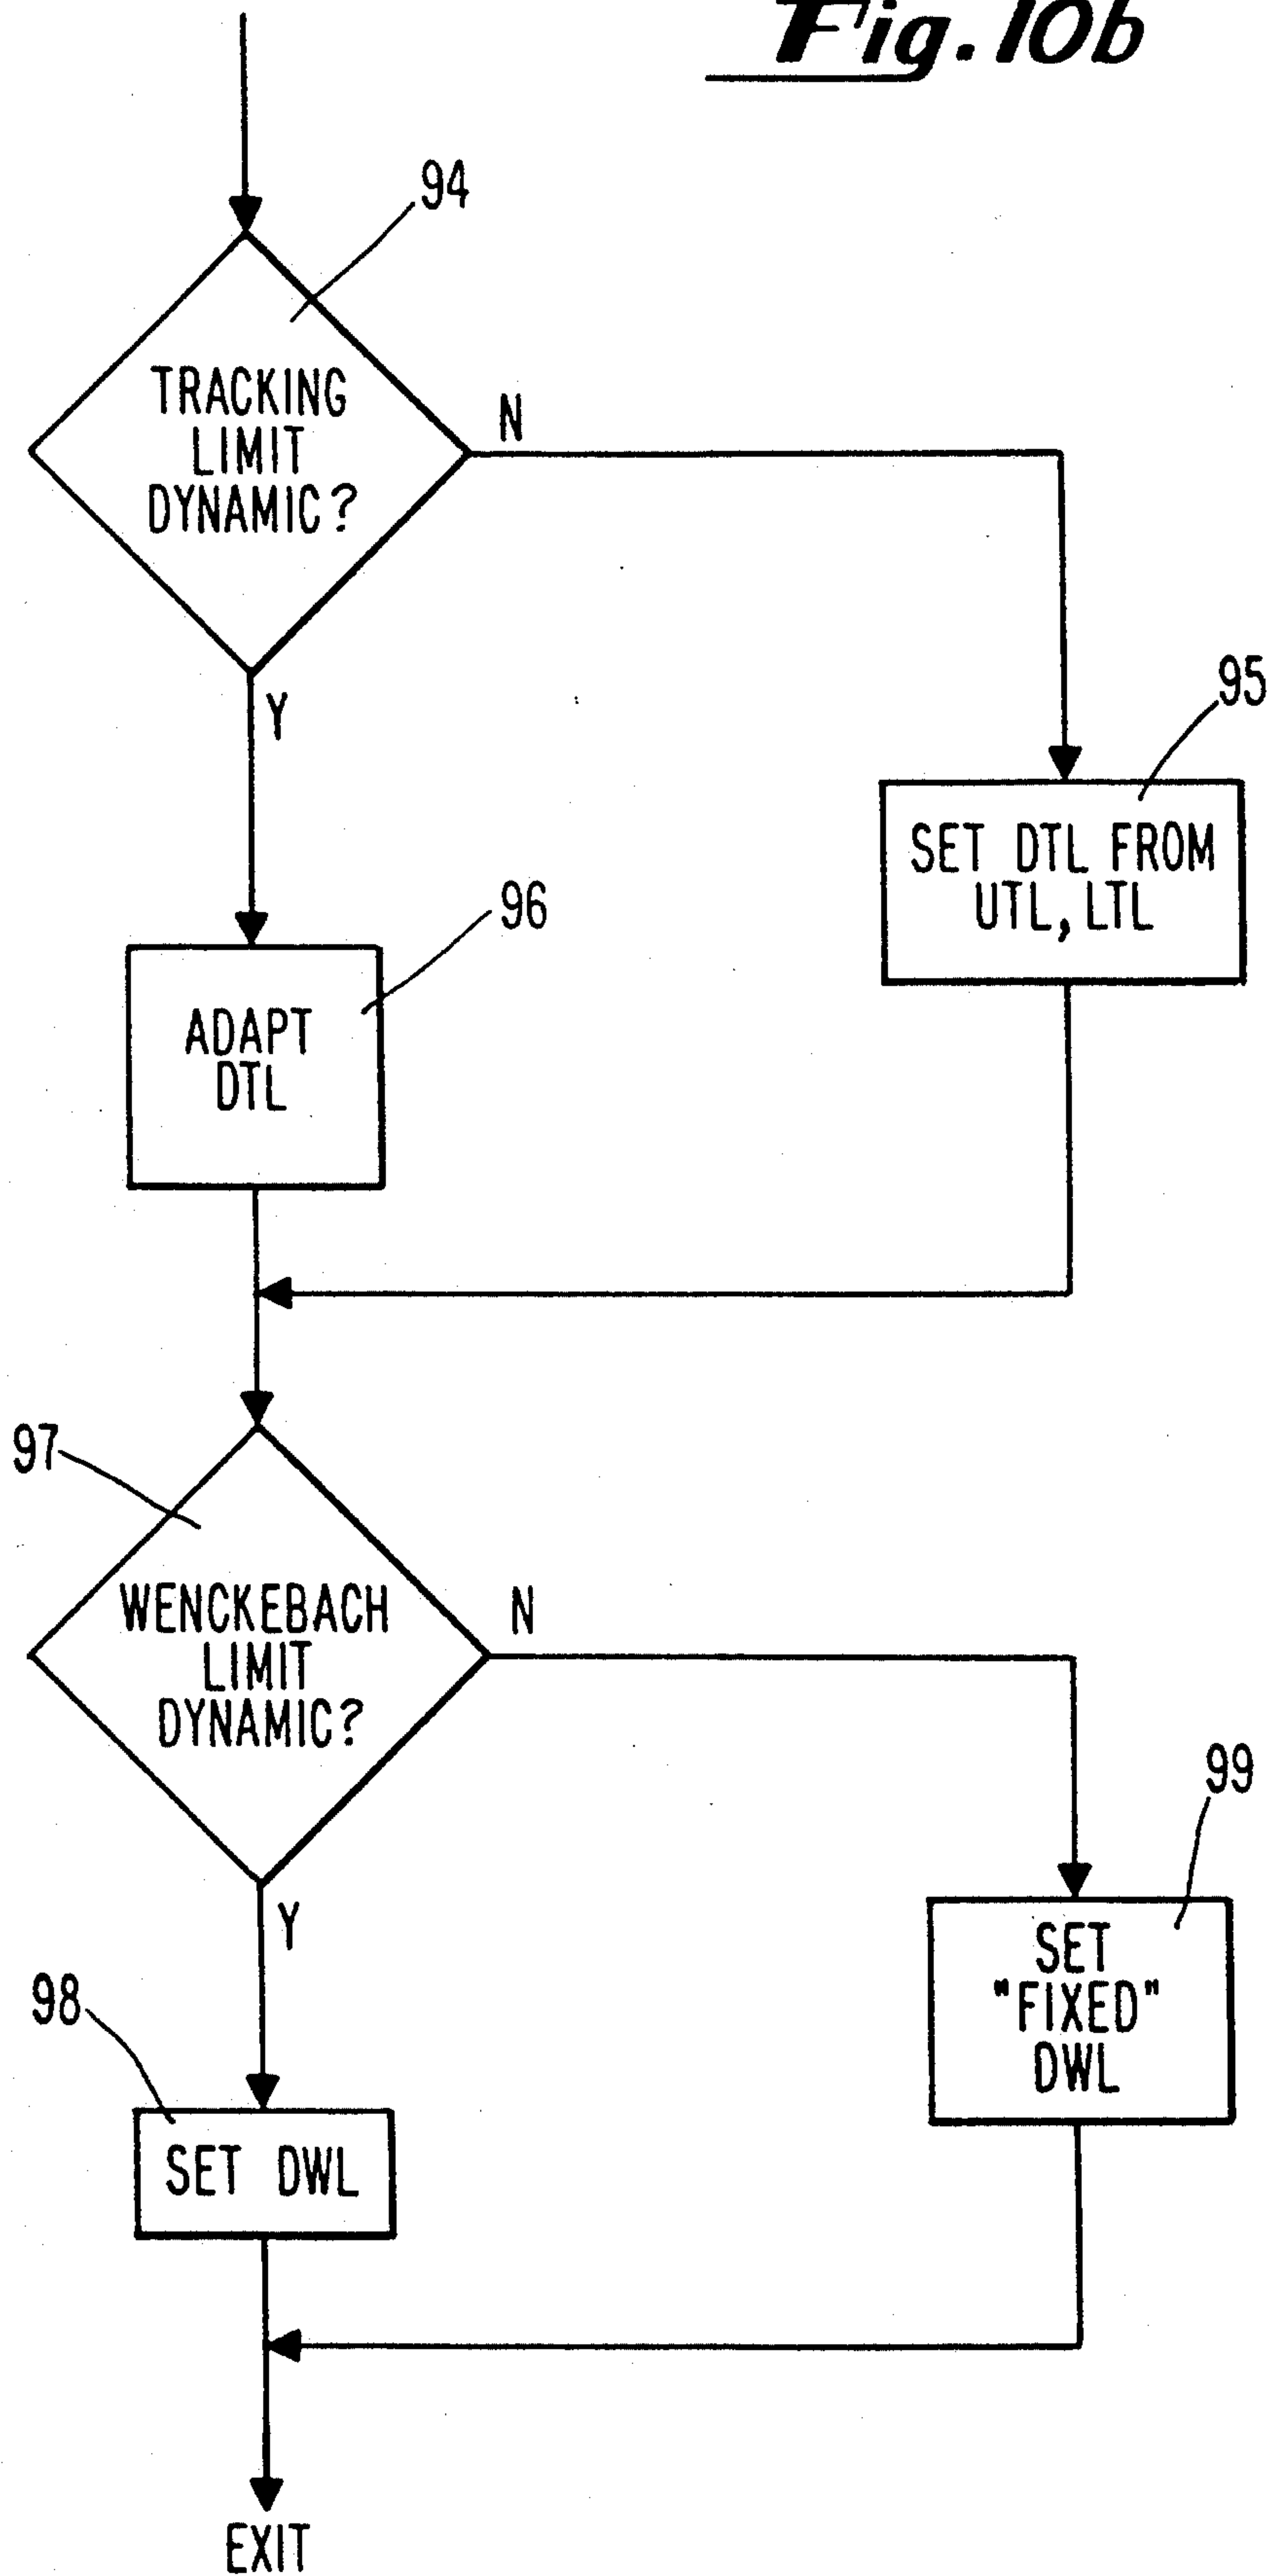 Fig. 10b
94
TRACKING
LIMIT
DYNAMIC?
N
Y
95
SET DTL FROM
UTL, LTL
96
ADAPT
DTL
97
WENCKEBACH
LIMIT
DYNAMIC?
N
Y
99
SET
"FIXED"
DWL
98
SET DWL
EXIT